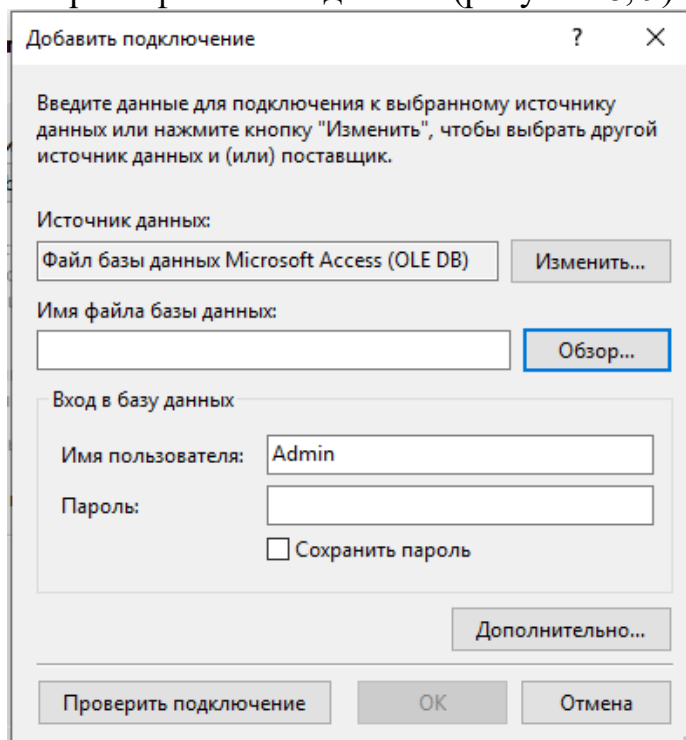 Добавить подключение ? ×
Введите данные для подключения к выбранному источнику
данных или нажмите кнопку "Изменить", чтобы выбрать другой
источник данных и (или) поставщик.
Источник данных:
Файл базы данных Microsoft Access (OLE DB) Изменить...
Имя файла базы данных:
Обзор...
Вход в базу данных
Имя пользователя: Admin
Пароль:
Сохранить пароль
Дополнительно...
Проверить подключение ОК Отмена